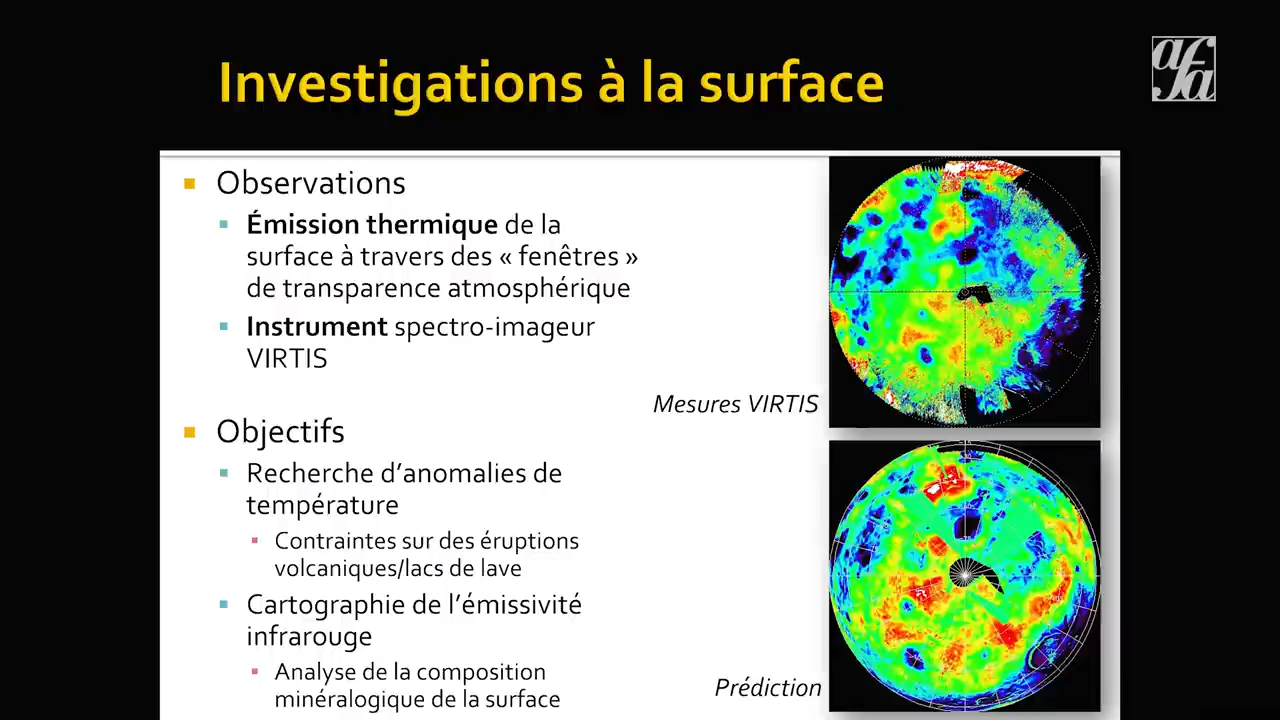 Investigations à la surface
afa
Observations
Émission thermique de la
surface à travers des « fenêtres »
de transparence atmosphérique
Instrument spectro-imageur
VIRTIS
Mesures VIRTIS
Objectifs
Recherche d’anomalies de
température
Contraintes sur des éruptions
volcaniques/lacs de lave
Cartographie de l’émissivité
infrarouge
Analyse de la composition
minéralogique de la surface
Prédiction